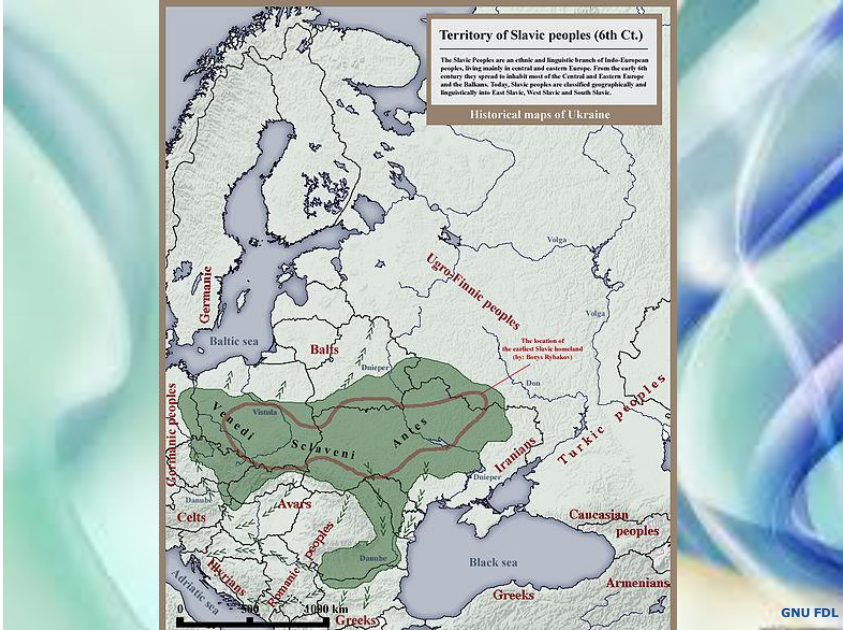 Territory of Slavic peoples (6th Ct.)
The Slavic Peoples are an ethnic and linguistic branch of Indo-European
peoples, living mainly in central and eastern Europe. From the early 6th
century they spread to inhabit most of the Central and Eastern Europe
and the Balkans. Today, Slavic peoples are classified geographically and
linguistically into East Slavic, West Slavic and South Slavic.
Historical maps of Ukraine
Volga
Ugro-Finnic peoples
Germanic
Volga
Baltic sea
Balts
The location of
the earliest Slavic homeland
(by: Borys Rybakov)
Dnieper
Don
Germanic peoples
Turkic peoples
Venedi
Vistula
Sclaveni
Antes
Iranians
Dnieper
Danube
Avars
Celts
Caucasian
peoples
Romanic peoples
Danube
Black sea
Illyrians
Adriatic sea
Armenians
Greeks
0 500 1000 km
Greeks
GNU FDL